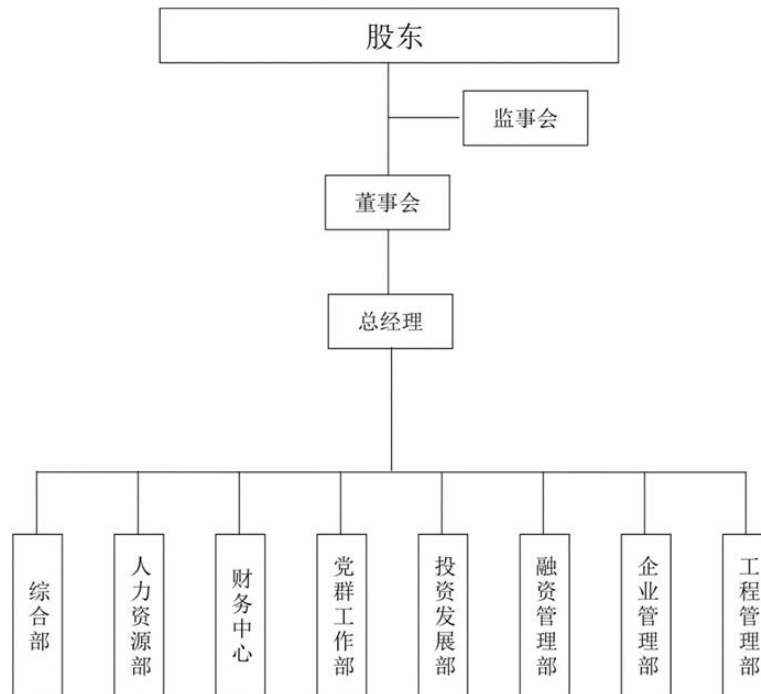 股东
监事会
董事会
总经理
综合部
人力资源部
财务中心
党群工作部
投资发展部
融资管理部
企业管理部
工程管理部